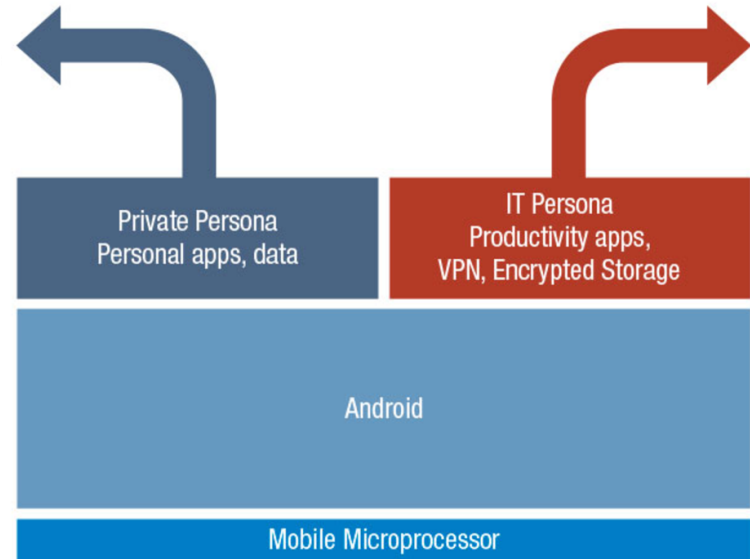 Private Persona
Personal apps, data
IT Persona
Productivity apps,
VPN, Encrypted Storage
Android
Mobile Microprocessor